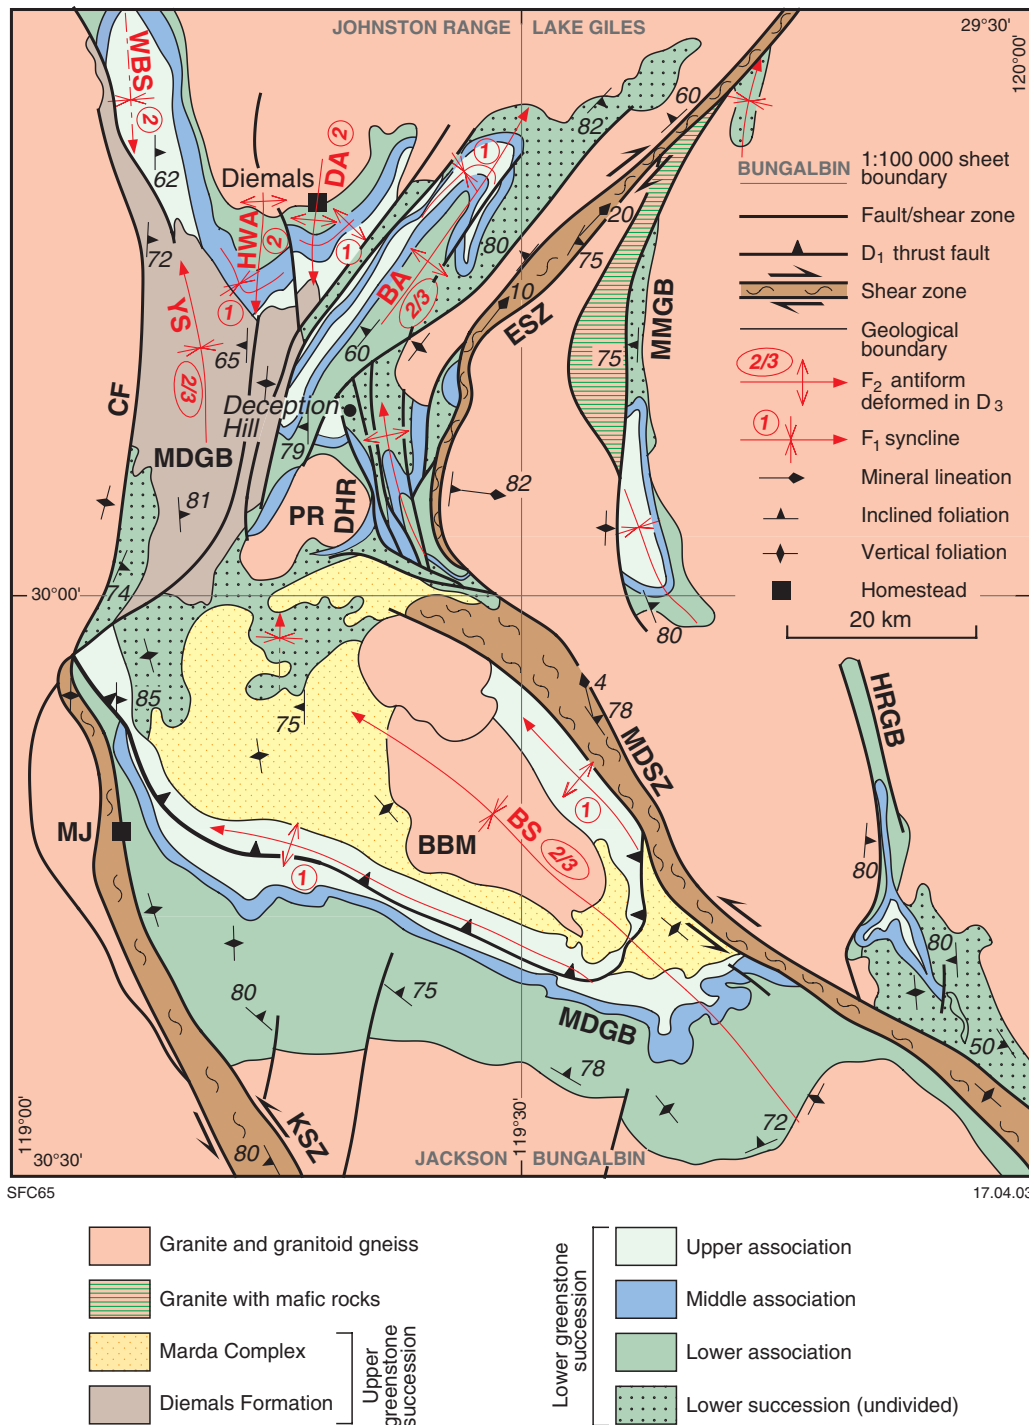 JOHNSTON RANGE
LAKE GILES
29°30'
120°00'
WBS
2
62
Diemals
DA 2
1
82
60
72
HWA
2
1
1
YS
2/3
65
BA
2/3
60
80
10
20
75
ESZ
MMGB
75
CF
Deception
Hill
79
MDGB
81
PR
DHR
82
74
30°00'
80
BUNGALBIN
1:100 000 sheet
boundary
Fault/shear zone
D1 thrust fault
Shear zone
Geological
boundary
2/3
F2 antiform
deformed in D3
1
F1 syncline
Mineral lineation
Inclined foliation
Vertical foliation
Homestead
20 km
85
75
4
78
MDSZ
HRGB
1
BS
2/3
BBM
MJ
1
80
80
50
MDGB
80
75
78
72
KSZ
80
119°00'
30°30'
119°30'
JACKSON
BUNGALBIN
SFC65
17.04.03
Granite and granitoid gneiss
Granite with mafic rocks
Marda Complex
Diemals Formation
Upper
greenstone
succession
Lower greenstone
succession
Upper association
Middle association
Lower association
Lower succession (undivided)